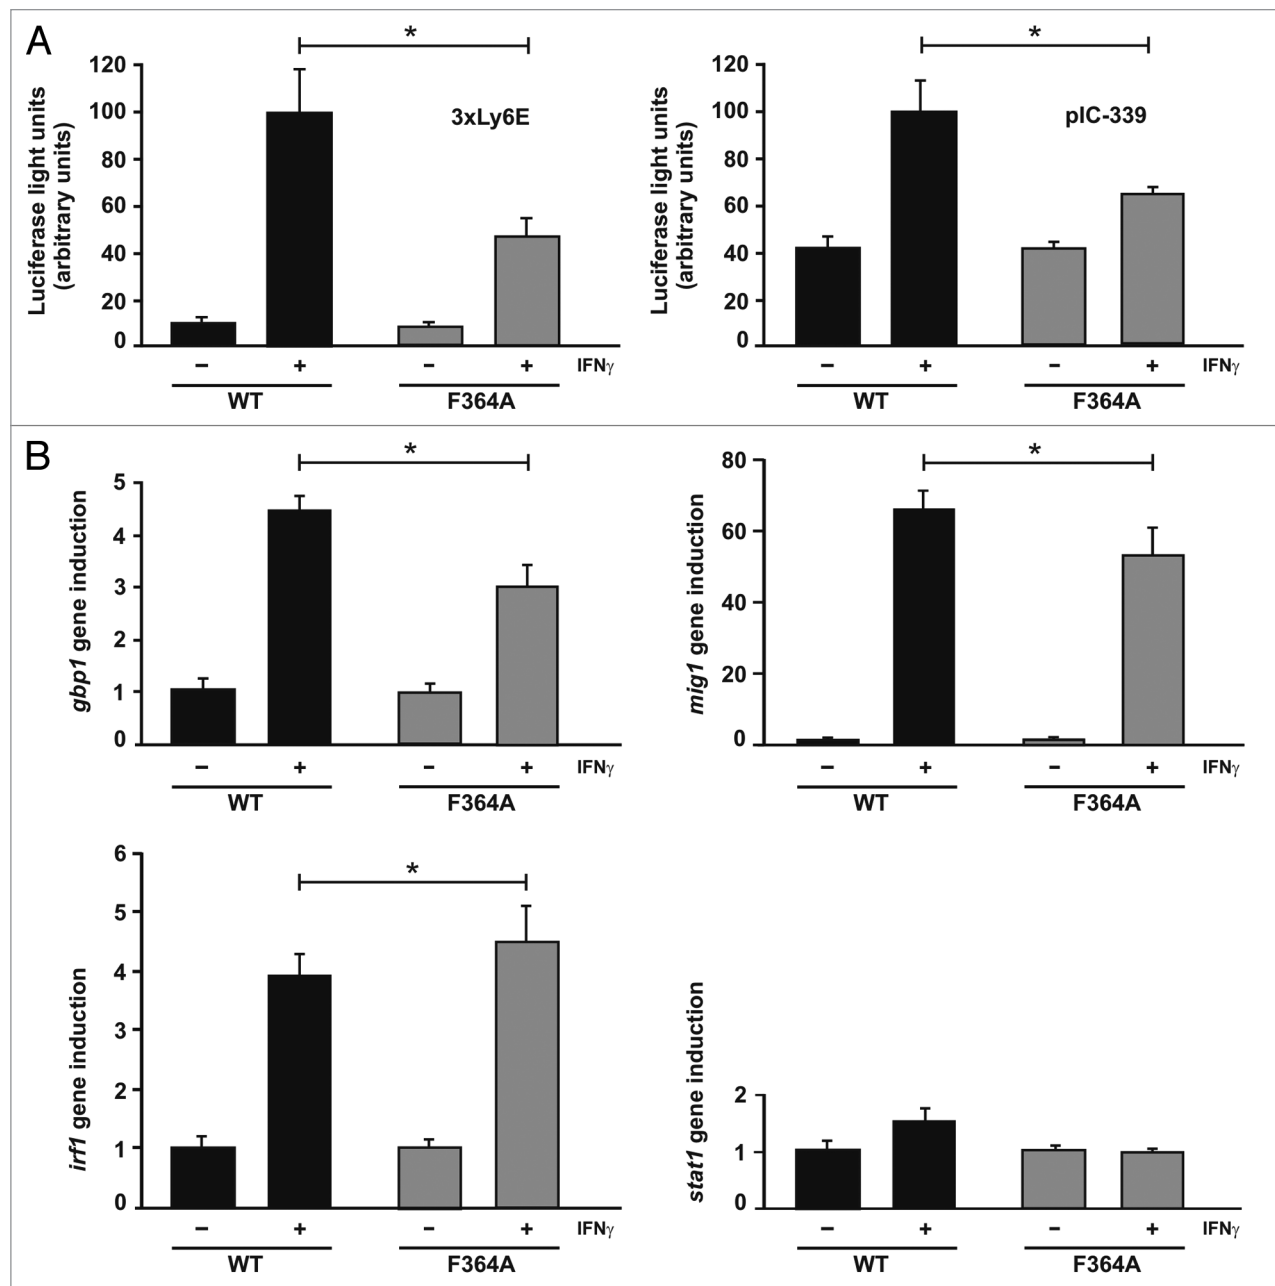 A
*
120
100
80
60
40
20
0
Luciferase light units
(arbitrary units)
3xLy6E
– + – + IFNγ
WT F364A
*
120
100
80
60
40
20
0
Luciferase light units
(arbitrary units)
pIC-339
– + – + IFNγ
WT F364A
B
*
5
4
3
2
1
0
gbp1 gene induction
– + – + IFNγ
WT F364A
*
80
60
40
20
0
mig1 gene induction
– + – + IFNγ
WT F364A
*
6
5
4
3
2
1
0
irf1 gene induction
– + – + IFNγ
WT F364A
2
1
0
stat1 gene induction
– + – + IFNγ
WT F364A